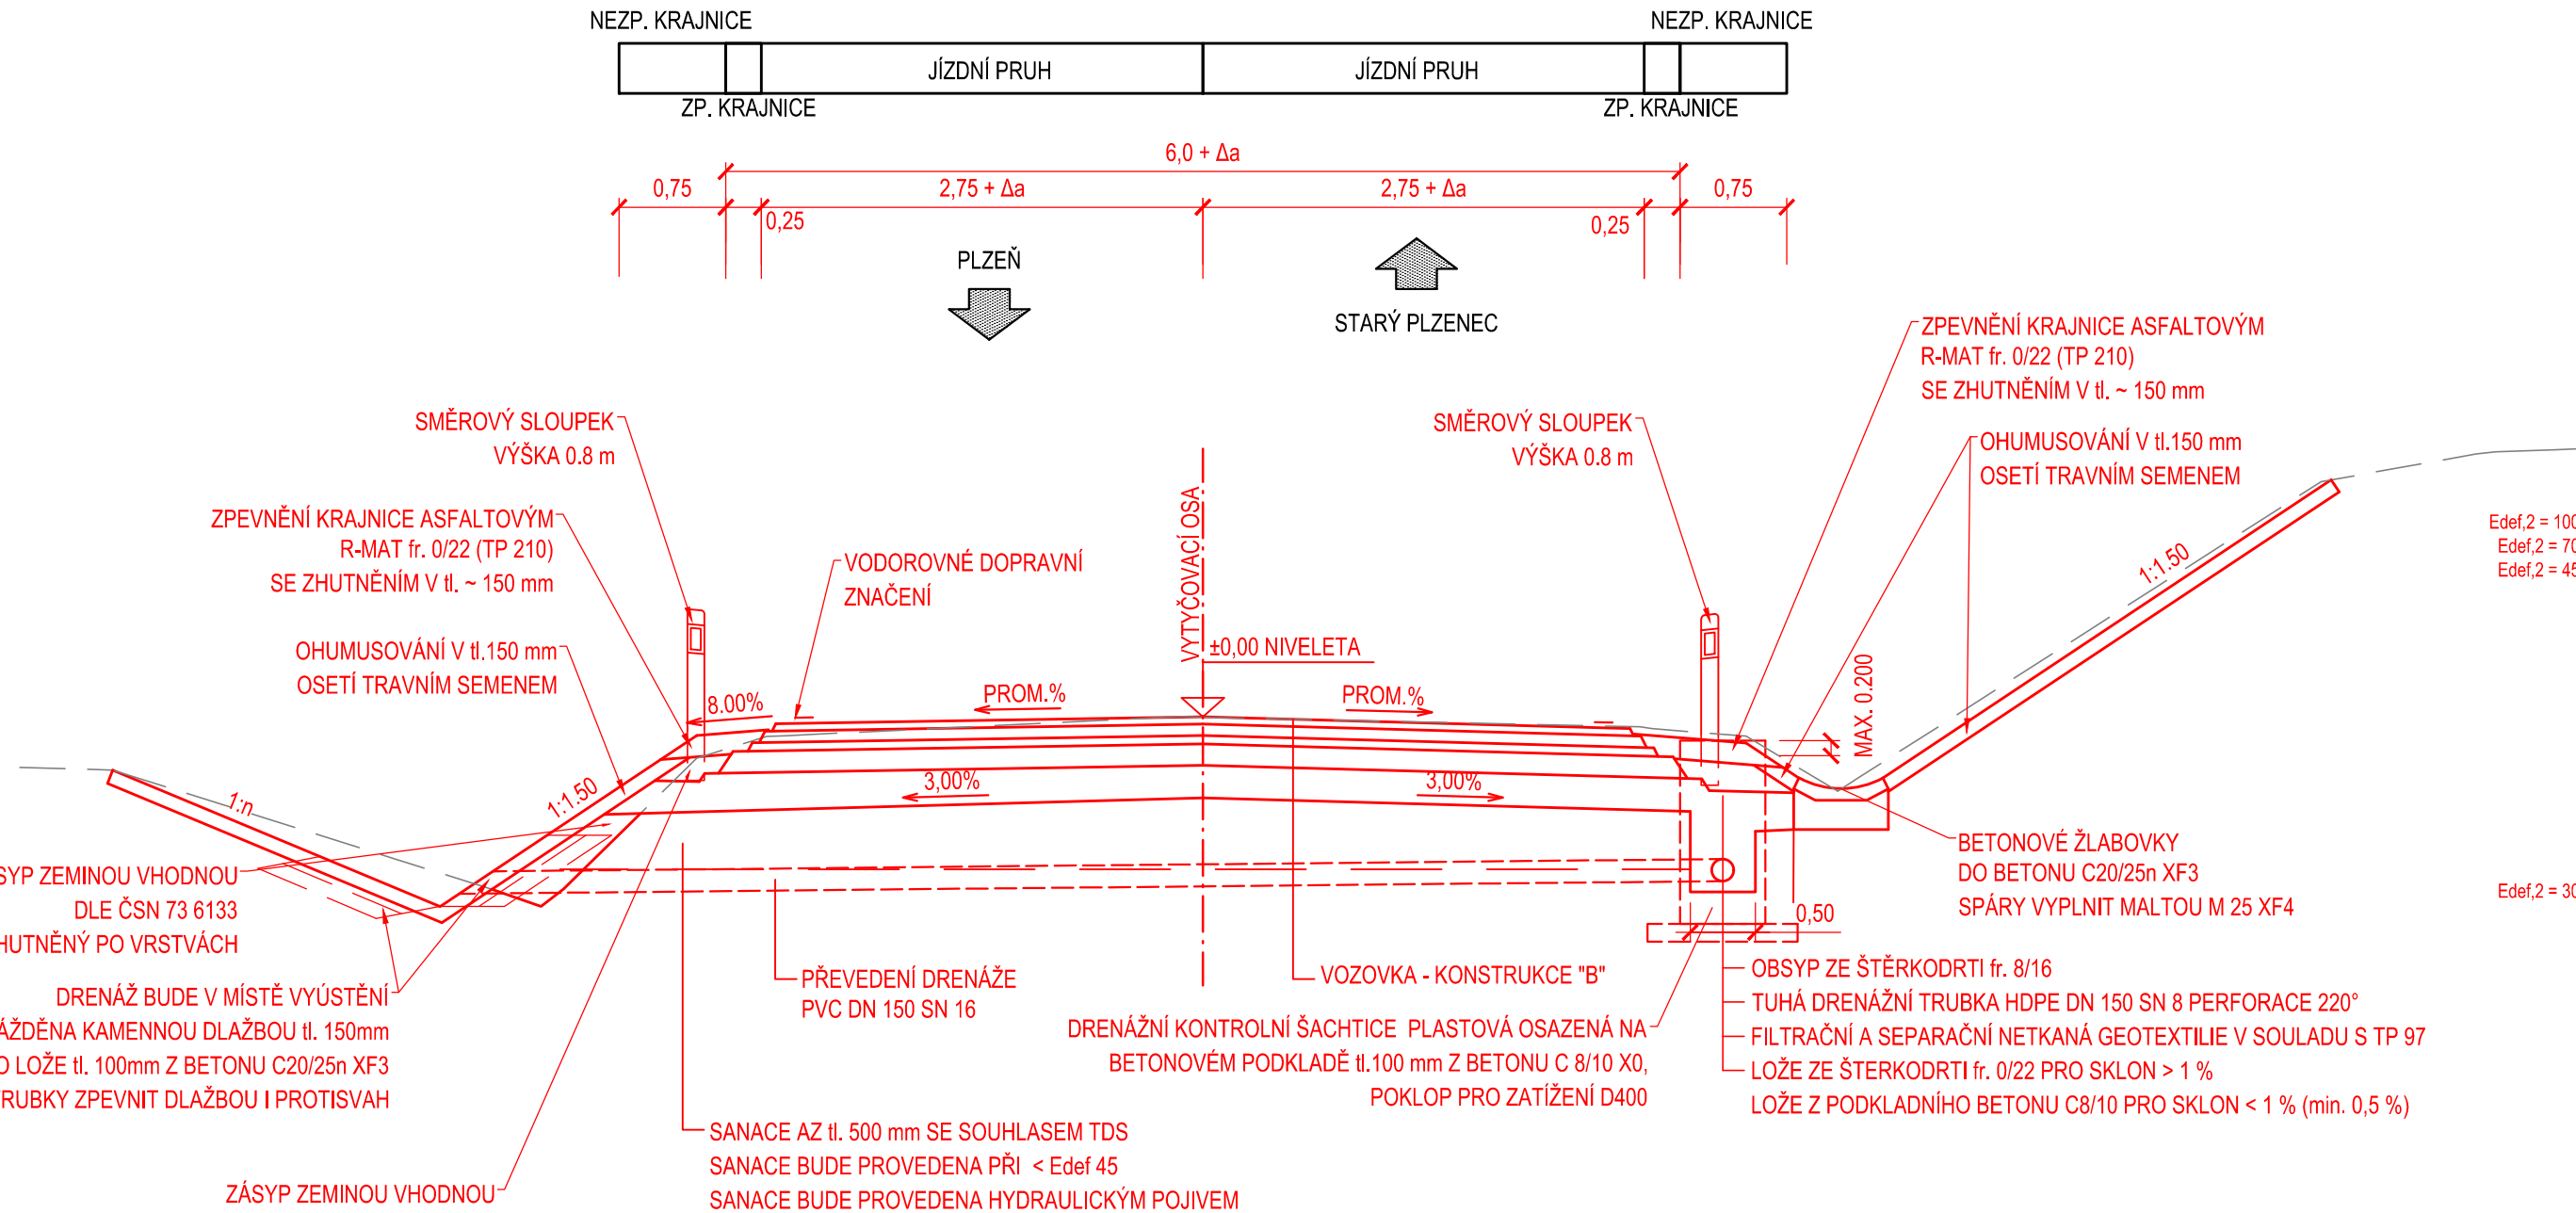 NEZP. KRAJNICE
NEZP. KRAJNICE
JÍZDNÍ PRUH
JÍZDNÍ PRUH
ZP. KRAJNICE
ZP. KRAJNICE
6,0 + Δa
0,75
2,75 + Δa
2,75 + Δa
0,75
0,25
0,25
PLZEŇ
STARÝ PLZENEC
ZPEVNĚNÍ KRAJNICE ASFALTOVÝM
R-MAT fr. 0/22 (TP 210)
SE ZHUTNĚNÍM V tl. ~ 150 mm
SMĚROVÝ SLOUPEK
VÝŠKA 0.8 m
SMĚROVÝ SLOUPEK
VÝŠKA 0.8 m
OHUMUSOVÁNÍ V tl.150 mm
OSETÍ TRAVNÍM SEMENEM
ZPEVNĚNÍ KRAJNICE ASFALTOVÝM
R-MAT fr. 0/22 (TP 210)
SE ZHUTNĚNÍM V tl. ~ 150 mm
VODOROVNÉ DOPRAVNÍ
ZNAČENÍ
VYTYČOVACÍ OSA
±0,00 NIVELETA
Edef,2 = 100
Edef,2 = 70
Edef,2 = 45
1:1.50
OHUMUSOVÁNÍ V tl.150 mm
OSETÍ TRAVNÍM SEMENEM
8.00%
PROM.%
PROM.%
MAX. 0.200
1:n
1:1.50
3,00%
3,00%
SYP ZEMINOU VHODNOU
DLE ČSN 73 6133
HUTNĚNÝ PO VRSTVÁCH
BETONOVÉ ŽLABOVKY
DO BETONU C20/25n XF3
SPÁRY VYPLNIT MALTOU M 25 XF4
Edef,2 = 30
0,50
DRENÁŽ BUDE V MÍSTĚ VYÚSTĚNÍ
ÁŽDĚNA KAMENNOU DLAŽBOU tl. 150mm
O LOŽE tl. 100mm Z BETONU C20/25n XF3
RUBKY ZPEVNIT DLAŽBOU I PROTISVAH
PŘEVEDENÍ DRENÁŽE
PVC DN 150 SN 16
VOZOVKA - KONSTRUKCE "B"
DRENÁŽNÍ KONTROLNÍ ŠACHTICE PLASTOVÁ OSAZENÁ NA
BETONOVÉM PODKLADĚ tl.100 mm Z BETONU C 8/10 X0,
POKLOP PRO ZATÍŽENÍ D400
OBSYP ZE ŠTĚRKODRTI fr. 8/16
TUHÁ DRENÁŽNÍ TRUBKA HDPE DN 150 SN 8 PERFORACE 220°
FILTRAČNÍ A SEPARAČNÍ NETKANÁ GEOTEXTILIE V SOULADU S TP 97
LOŽE ZE ŠTERKODRTI fr. 0/22 PRO SKLON > 1 %
LOŽE Z PODKLADNÍHO BETONU C8/10 PRO SKLON < 1 % (min. 0,5 %)
SANACE AZ tl. 500 mm SE SOUHLASEM TDS
SANACE BUDE PROVEDENA PŘI < Edef 45
SANACE BUDE PROVEDENA HYDRAULICKÝM POJIVEM
ZÁSYP ZEMINOU VHODNOU